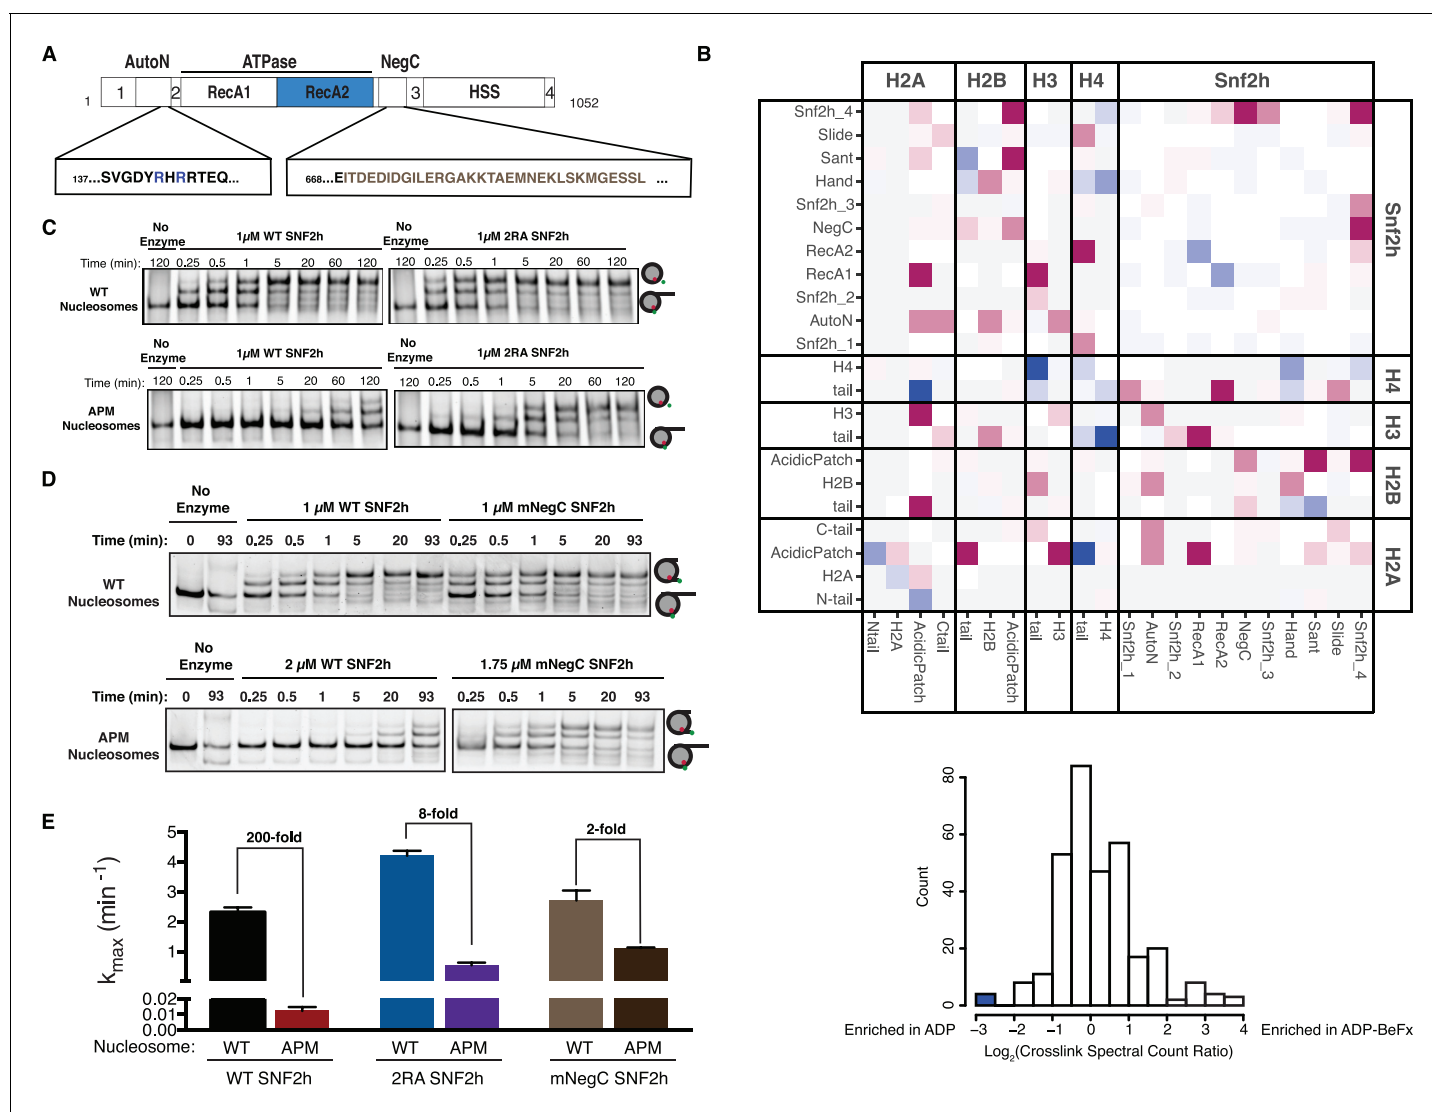 A
AutoN
ATPase
NegC
1
1
2
RecA1
RecA2
3
HSS
4
1052
137...SVGDYRHRRTEQ...
668...EITDEDIDGILERGAKKTAEMNEKLSKMGESSL ...
B
H2A
H2B
H3
H4
Snf2h
Snf2h_4
Slide
Sant
Hand
Snf2h_3
NegC
RecA2
RecA1
Snf2h_2
AutoN
Snf2h_1
H4
tail
H3
tail
AcidicPatch
H2B
tail
C-tail
AcidicPatch
H2A
N-tail
Snf2h
H4
H3
H2B
H2A
Ntail
H2A
AcidicPatch
Ctail
tail
H2B
AcidicPatch
tail
H3
tail
H4
Snf2h_1
AutoN
Snf2h_2
RecA1
RecA2
NegC
Snf2h_3
Hand
Sant
Slide
Snf2h_4
80
60
40
20
0
Count
−3 −2 −1 0 1 2 3 4
Enriched in ADP
Enriched in ADP-BeFx
Log2(Crosslink Spectral Count Ratio)
C
No Enzyme
1µM WT SNF2h
No Enzyme
1µM 2RA SNF2h
Time (min): 120 0.25 0.5 1 5 20 60 120
120 0.25 0.5 1 5 20 60 120
WT
Nucleosomes
No Enzyme
1µM WT SNF2h
No Enzyme
1µM 2RA SNF2h
Time (min): 120 0.25 0.5 1 5 20 60 120
120 0.25 0.5 1 5 20 60 120
APM
Nucleosomes
D
No Enzyme
1 µM WT SNF2h
1 µM mNegC SNF2h
Time (min): 0 93 0.25 0.5 1 5 20 93 0.25 0.5 1 5 20 93
WT
Nucleosomes
No Enzyme
2 µM WT SNF2h
1.75 µM mNegC SNF2h
Time (min): 0 93 0.25 0.5 1 5 20 93 0.25 0.5 1 5 20 93
APM
Nucleosomes
E
200-fold
8-fold
2-fold
kmax (min-1)
5
4
3
2
1
0.02
0.01
0.00
Nucleosome: WT APM WT APM WT APM
WT SNF2h
2RA SNF2h
mNegC SNF2h